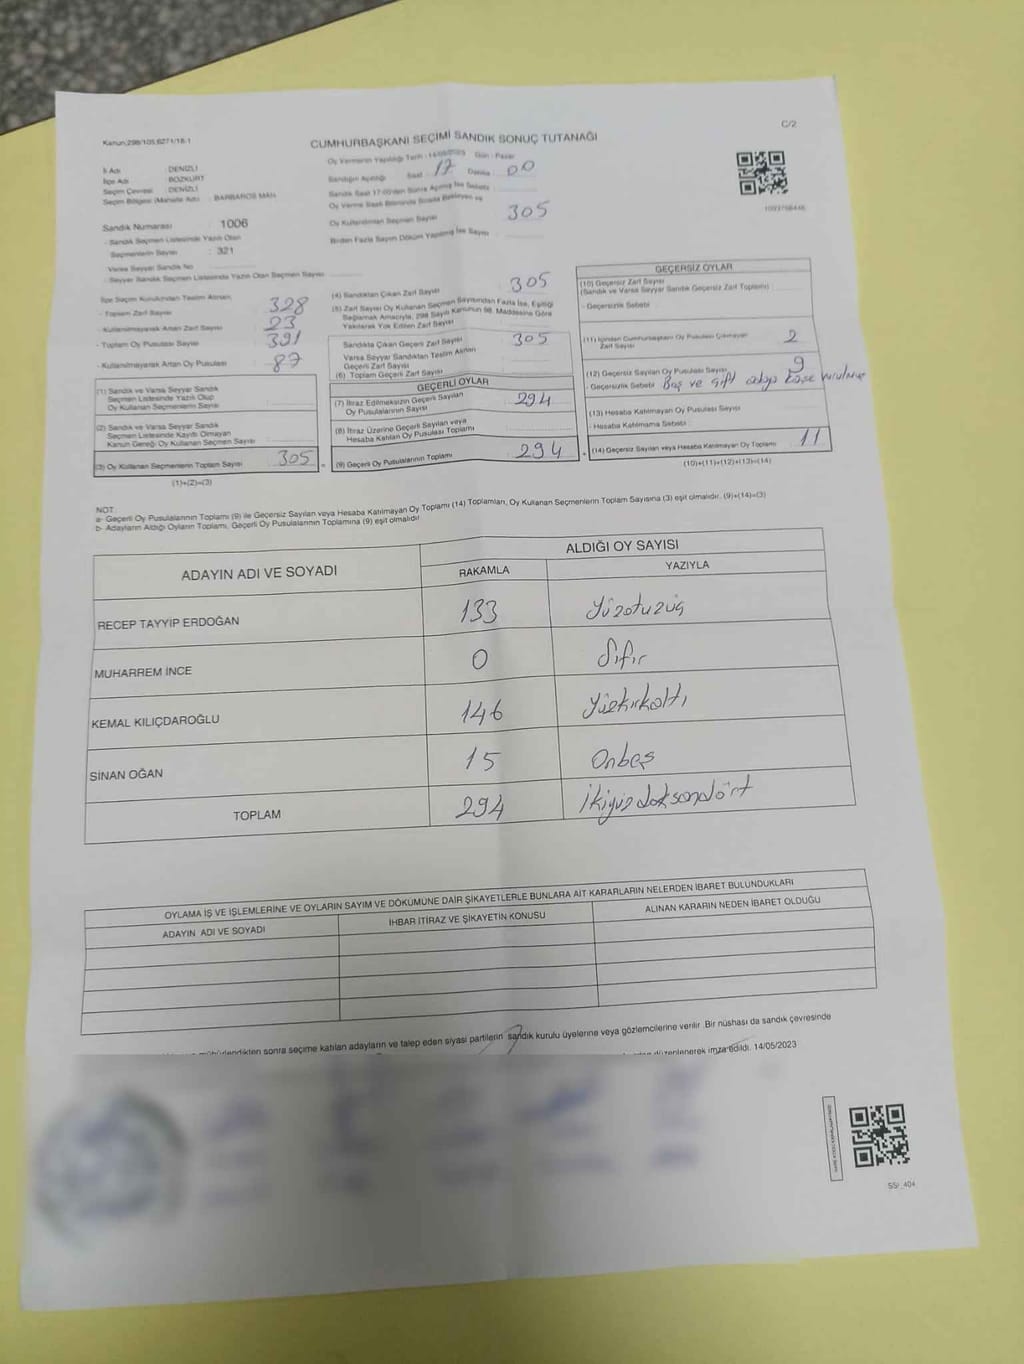 C/2
Kanun:298/105,6271/18-1
CUMHURBAŞKANI SEÇİMİ SANDIK SONUÇ TUTANAĞI
Oy Vermenin Yapıldığı Tarih : 14/05/2023 Gün : Pazar
İl Adı : DENİZLİ
İlçe Adı : BOZKURT
Seçim Çevresi : DENİZLİ
Seçim Bölgesi (Mahalle Adı) : BARBAROS MAH.
Sandığın Açıldığı Saat 17 Dakika 00
Sandık Numarası : 1006
- Sandık Seçmen Listesinde Yazılı Olan
Seçmenlerin Sayısı : 321
Varsa Seyyar Sandık No
- Seyyar Sandık Seçmen Listesinde Yazılı Olan Seçmen Sayısı
Sandık Saat 17:00'den Sonra Açılmış İse Sebebi
Oy Verme Saati Bitiminde Sırada Bekleyen ve
Oy Kullandırılan Seçmen Sayısı 305
Birden Fazla Sayım Döküm Yapılmış İse Sayısı
İlçe Seçim Kurulundan Teslim Alınan;
- Toplam Zarf Sayısı 328
- Kullanılmayarak Artan Zarf Sayısı 23
- Toplam Oy Pusulası Sayısı 391
- Kullanılmayarak Artan Oy Pusulası 87
(1) Sandık ve Varsa Seyyar Sandık
Seçmen Listesinde Yazılı Olup
Oy Kullanan Seçmenlerin Sayısı
(2) Sandık ve Varsa Seyyar Sandık
Seçmen Listesinde Kayıtlı Olmayan
Kanun Gereği Oy Kullanan Seçmen Sayısı
(3) Oy Kullanan Seçmenlerin Toplam Sayısı 305
(1)+(2)=(3)
(4) Sandıktan Çıkan Zarf Sayısı 305
(5) Zarf Sayısı Oy Kullanan Seçmen Sayısından Fazla İse, Eşitliği
Sağlamak Amacıyla, 298 Sayılı Kanunun 98. Maddesine Göre
Yakılarak Yok Edilen Zarf Sayısı
Sandıkta Çıkan Geçerli Zarf Sayısı 305
Varsa Seyyar Sandıktan Teslim Alınan
Geçerli Zarf Sayısı
(6) Toplam Geçerli Zarf Sayısı
GEÇERLİ OYLAR
(7) İtiraz Edilmeksizin Geçerli Sayılan
Oy Pusulalarının Sayısı 294
(8) İtiraz Üzerine Geçerli Sayılan veya
Hesaba Katılan Oy Pusulası Toplamı
(9) Geçerli Oy Pusulalarının Toplamı 294
GEÇERSİZ OYLAR
(10) Geçersiz Zarf Sayısı
(Sandık ve Varsa Seyyar Sandık Geçersiz Zarf Toplamı)
- Geçersizlik Sebebi
(11) İçinden Cumhurbaşkanı Oy Pusulası Çıkmayan
Zarf Sayısı 2
(12) Geçersiz Sayılan Oy Pusulası Sayısı 9
- Geçersizlik Sebebi Boş ve çift
(13) Hesaba Katılmayan Oy Pusulası Sayısı
- Hesaba Katılmama Sebebi
(14) Geçersiz Sayılan veya Hesaba Katılmayan Oy Toplamı 11
(10)+(11)+(12)+(13)=(14)
NOT:
a- Geçerli Oy Pusulalarının Toplamı (9) ile Geçersiz Sayılan veya Hesaba Katılmayan Oy Toplamı (14) Toplamları, Oy Kullanan Seçmenlerin Toplam Sayısına (3) eşit olmalıdır. (9)+(14)=(3)
b- Adayların Aldığı Oyların Toplamı, Geçerli Oy Pusulalarının Toplamına (9) eşit olmalıdır.
ADAYIN ADI VE SOYADI
ALDIĞI OY SAYISI
RAKAMLA YAZIYLA
RECEP TAYYİP ERDOĞAN 133 Yüzotuzüç
MUHARREM İNCE 0 Sıfır
KEMAL KILIÇDAROĞLU 146 Yüzkırkaltı
SİNAN OĞAN 15 Onbeş
TOPLAM 294 İkiyüzdoksandört
OYLAMA İŞ VE İŞLEMLERİNE VE OYLARIN SAYIM VE DÖKÜMÜNE DAİR ŞİKAYETLERLE BUNLARA AİT KARARLARIN NELERDEN İBARET BULUNDUKLARI
ADAYIN ADI VE SOYADI İHBAR İTİRAZ VE ŞİKAYETİN KONUSU ALINAN KARARIN NEDEN İBARET OLDUĞU
sonra seçime katılan adayların ve talep eden siyasi partilerin sandık kurulu üyelerine veya gözlemcilerine verilir. Bir nüshası da sandık çevresinde
düzenlenerek imza edildi. 14/05/2023
SSI_404